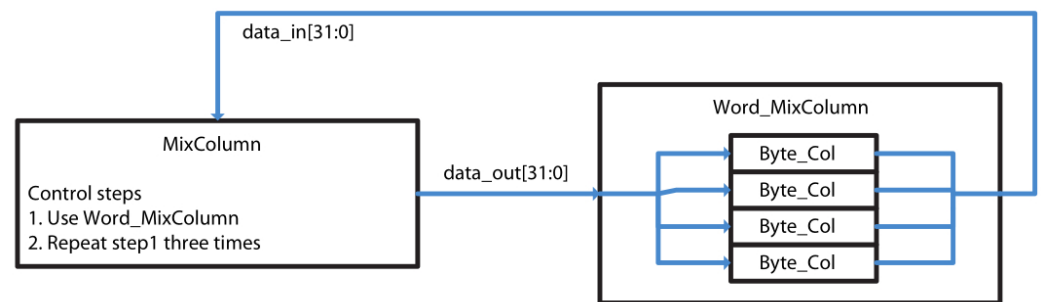 data_in[31:0]
MixColumn
Control steps
1. Use Word_MixColumn
2. Repeat step1 three times
data_out[31:0]
Word_MixColumn
Byte_Col
Byte_Col
Byte_Col
Byte_Col